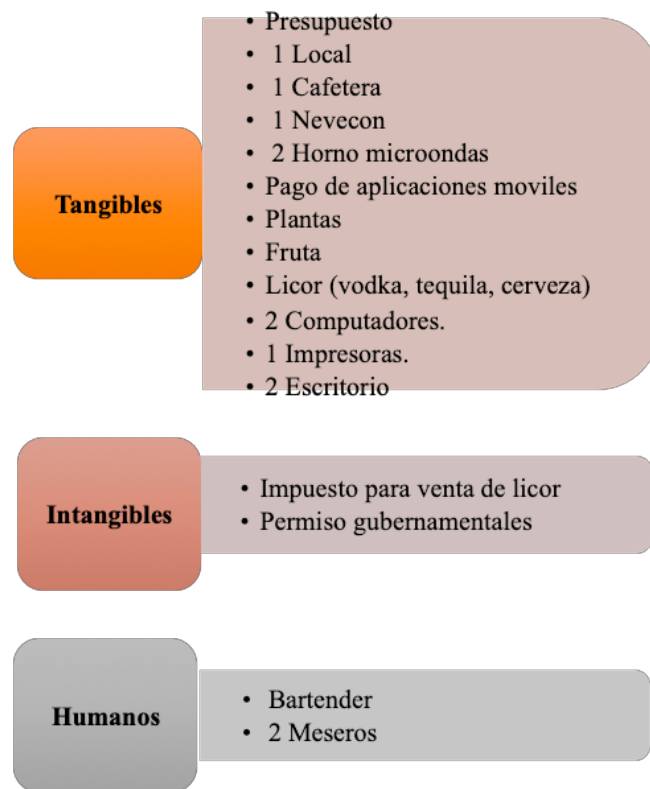 Tangibles
• Presupuesto
• 1 Local
• 1 Cafetera
• 1 Nevecon
• 2 Horno microondas
• Pago de aplicaciones moviles
• Plantas
• Fruta
• Licor (vodka, tequila, cerveza)
• 2 Computadores.
• 1 Impresoras.
• 2 Escritorio
Intangibles
• Impuesto para venta de licor
• Permiso gubernamentales
Humanos
• Bartender
• 2 Meseros